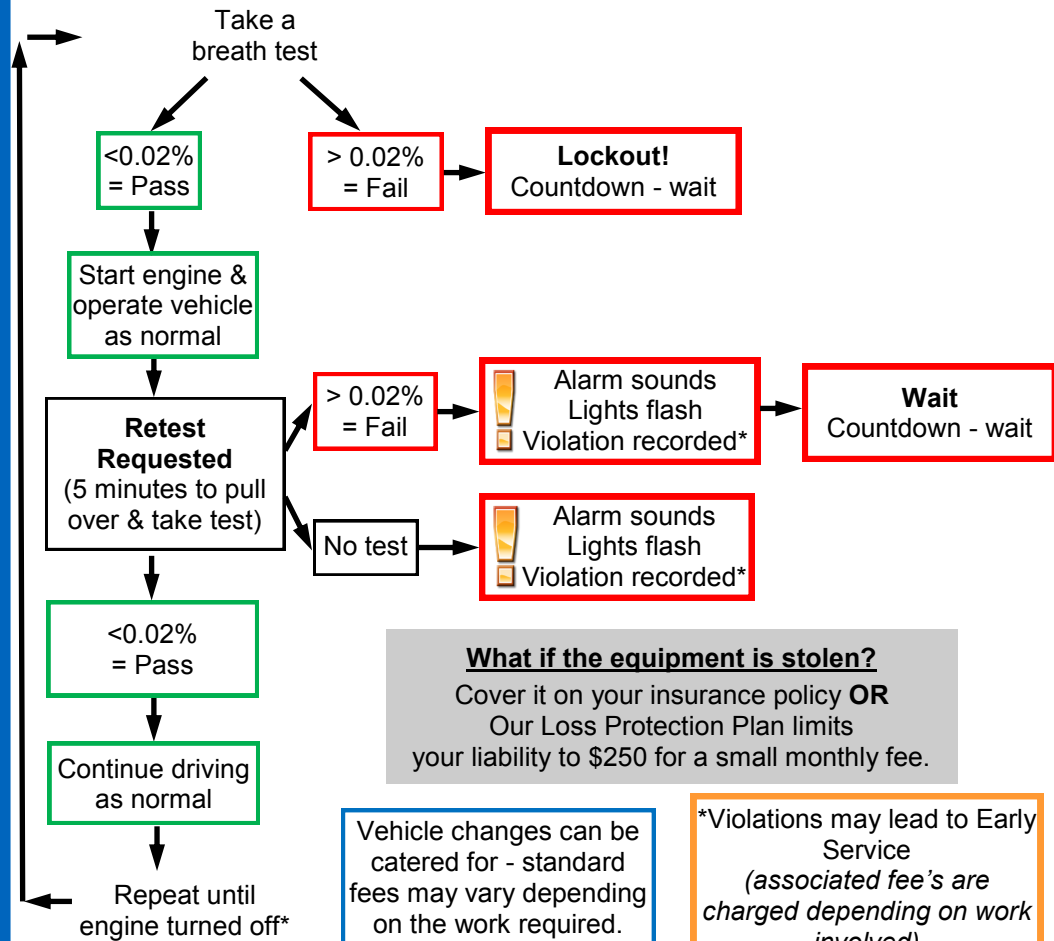 Take a
breath test
<0.02%
= Pass
> 0.02%
= Fail
Lockout!
Countdown - wait
Start engine &
operate vehicle
as normal
Retest
Requested
(5 minutes to pull
over & take test)
> 0.02%
= Fail
Alarm sounds
Lights flash
Violation recorded*
Wait
Countdown - wait
No test
Alarm sounds
Lights flash
Violation recorded*
<0.02%
= Pass
Continue driving
as normal
Repeat until
engine turned off*
What if the equipment is stolen?
Cover it on your insurance policy OR
Our Loss Protection Plan limits
your liability to $250 for a small monthly fee.
Vehicle changes can be
catered for - standard
fees may vary depending
on the work required.
*Violations may lead to Early
Service
(associated fee's are
charged depending on work
involved)